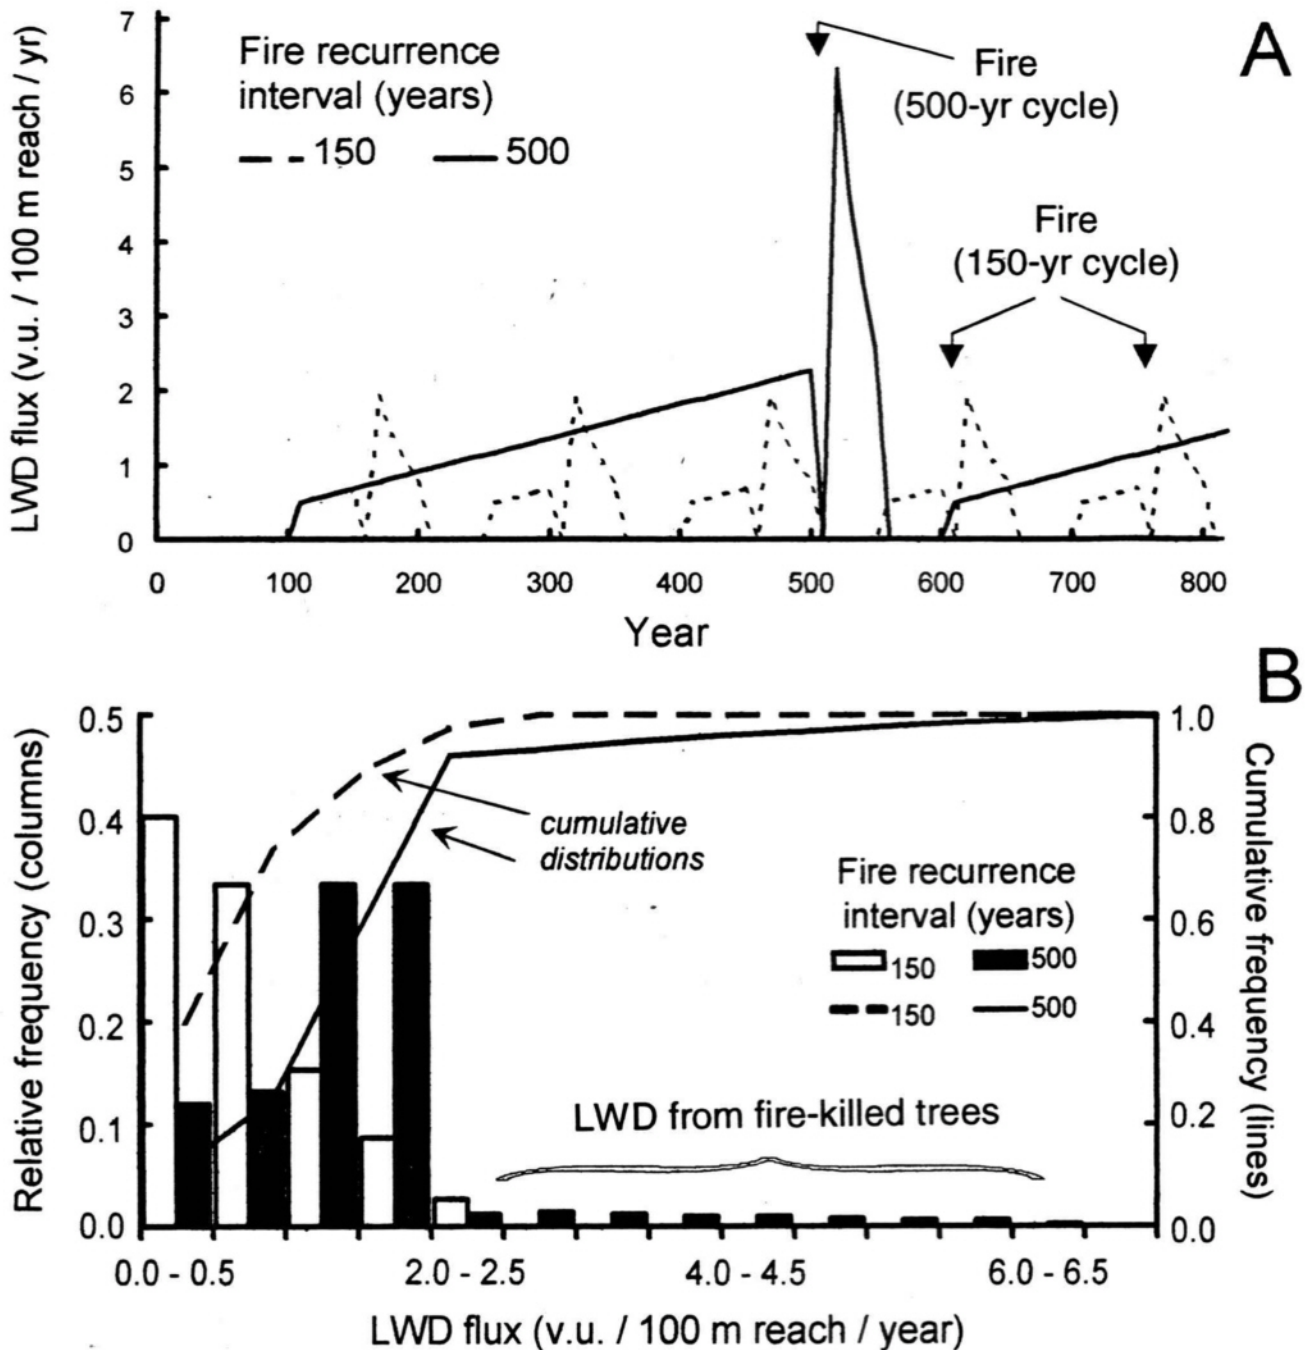 A
Fire recurrence
interval (years)
150 500
Fire
(500-yr cycle)
Fire
(150-yr cycle)
LWD flux (v.u. / 100 m reach / yr)
7
6
5
4
3
2
1
0
0 100 200 300 400 500 600 700 800
Year
B
Relative frequency (columns)
0.5
0.4
0.3
0.2
0.1
0.0
cumulative
distributions
Fire recurrence
interval (years)
150 500
150 500
LWD from fire-killed trees
1.0
0.8
0.6
0.4
0.2
0.0
Cumulative frequency (lines)
0.0 - 0.5 2.0 - 2.5 4.0 - 4.5 6.0 - 6.5
LWD flux (v.u. / 100 m reach / year)